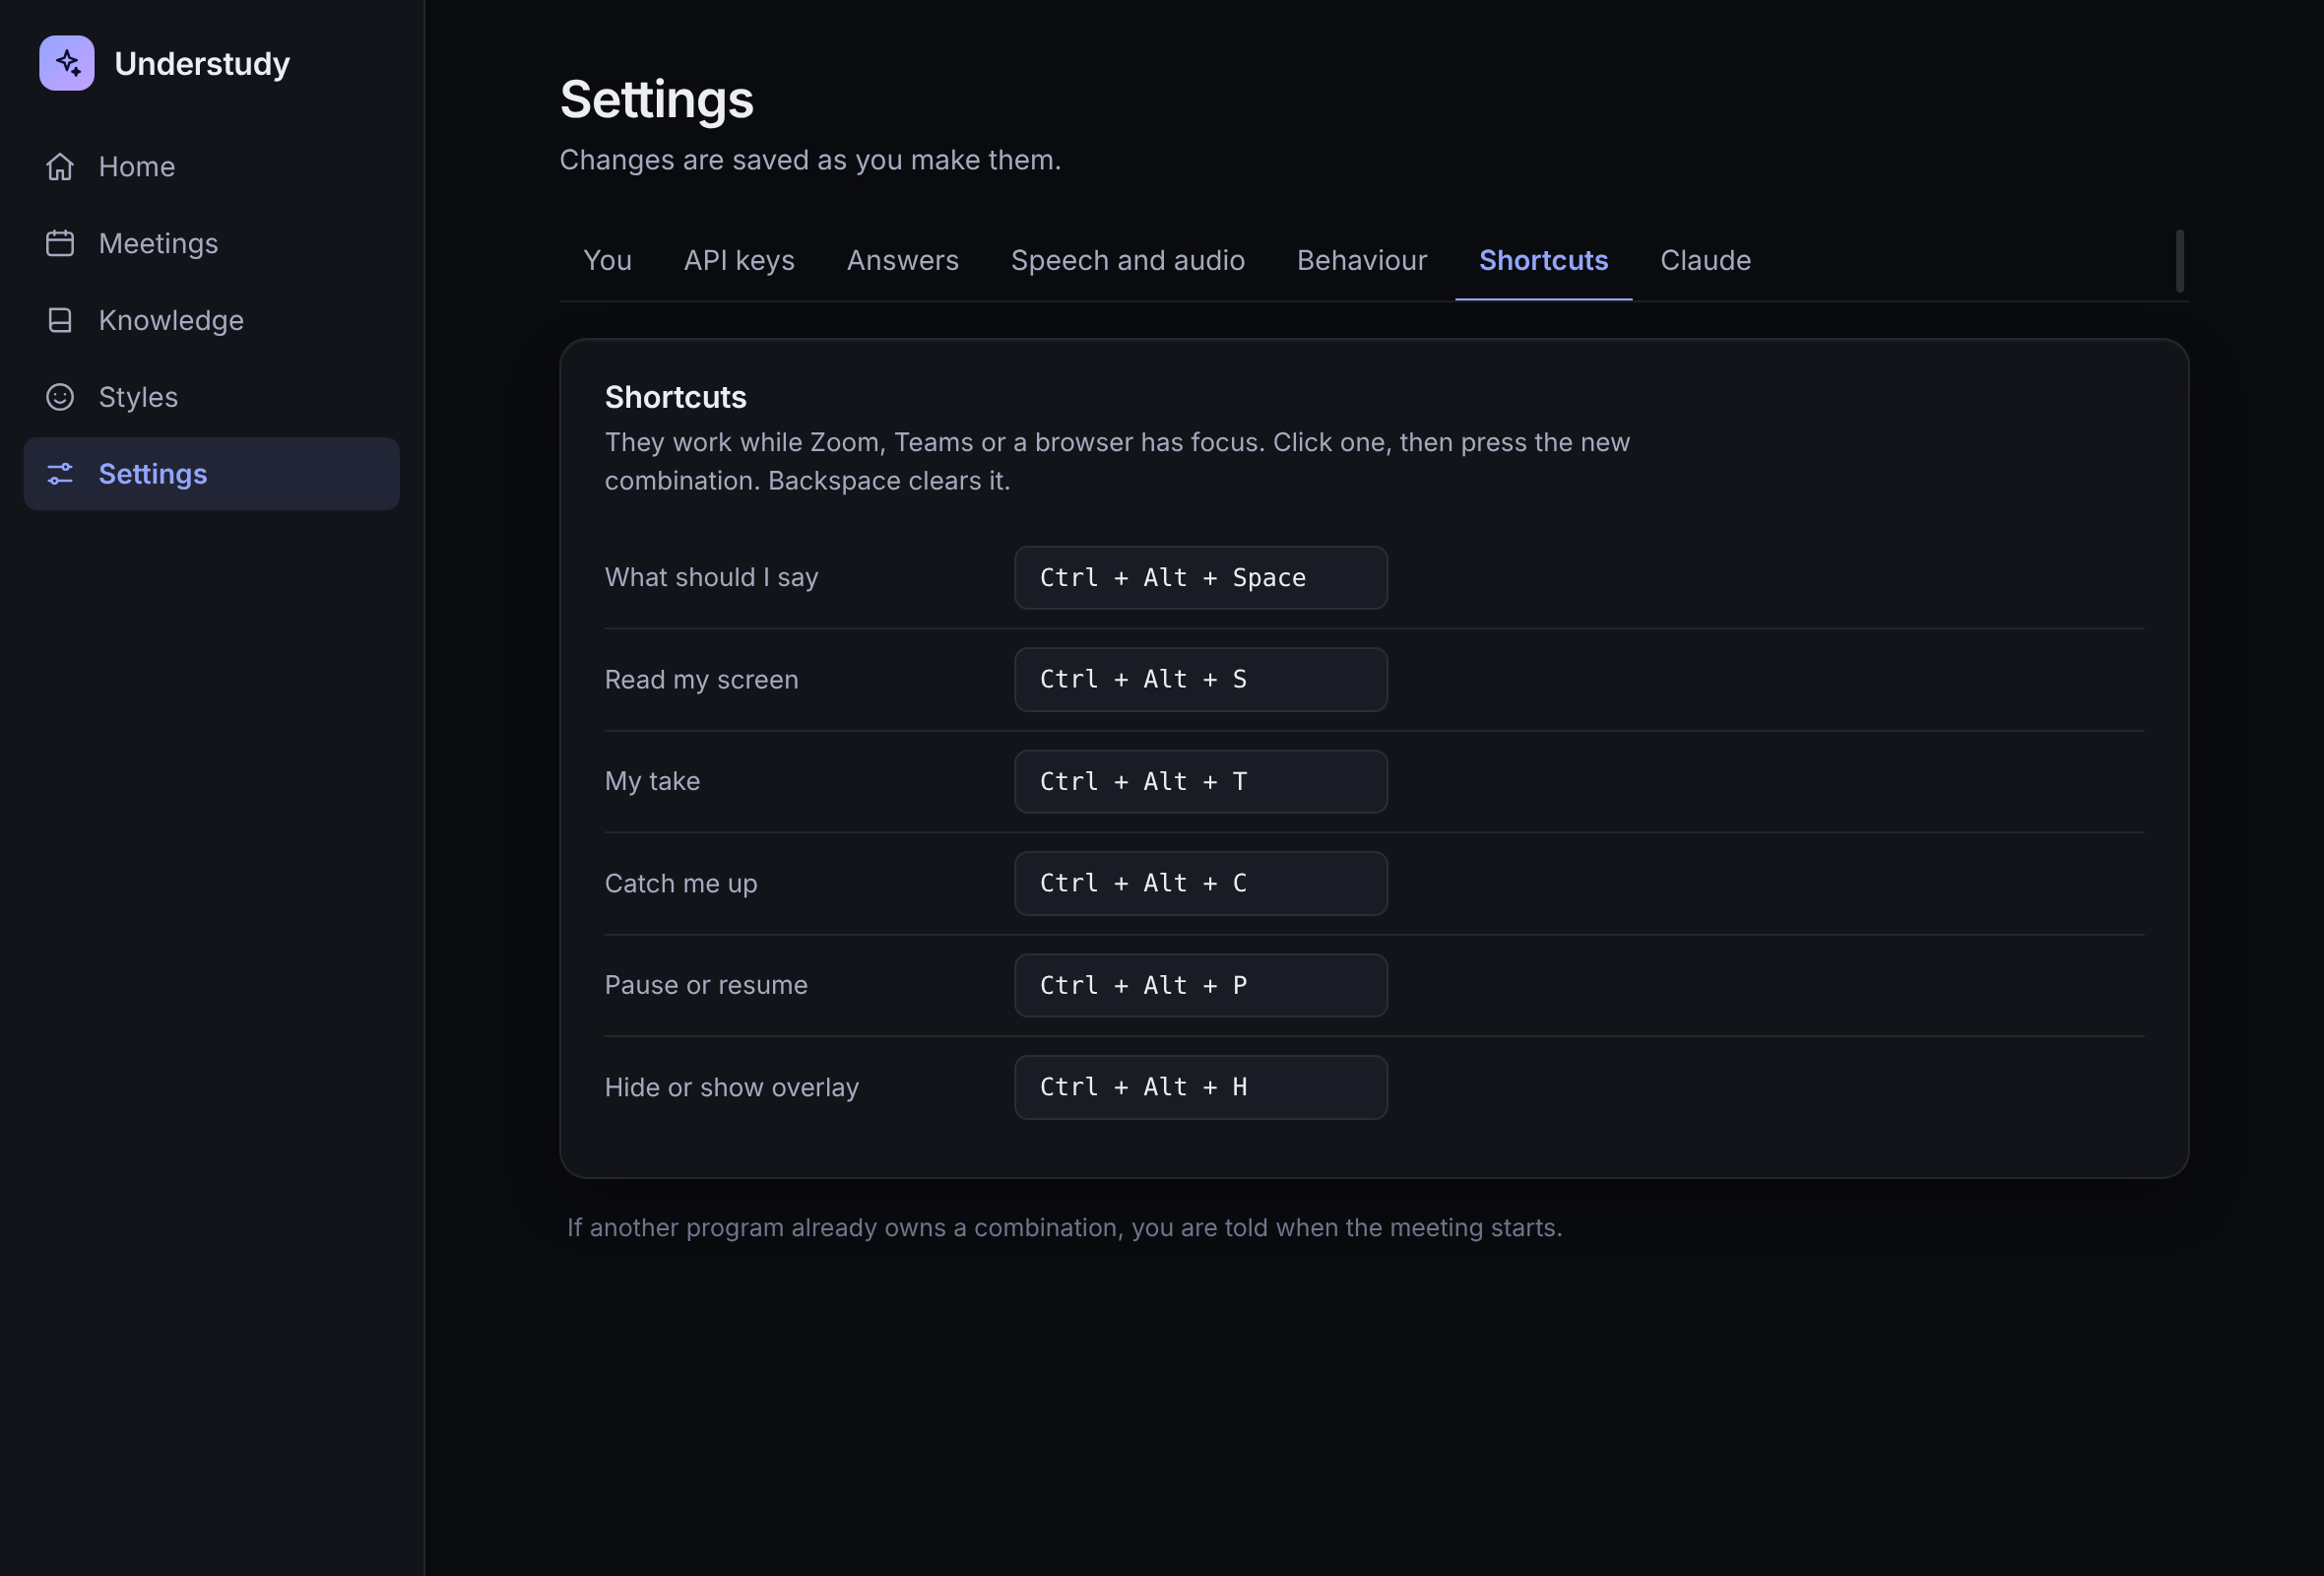 Understudy
Home
Meetings
Knowledge
Styles
Settings
Settings
Changes are saved as you make them.
You API keys Answers Speech and audio Behaviour Shortcuts Claude
Shortcuts
They work while Zoom, Teams or a browser has focus. Click one, then press the new
combination. Backspace clears it.
What should I say Ctrl + Alt + Space
Read my screen Ctrl + Alt + S
My take Ctrl + Alt + T
Catch me up Ctrl + Alt + C
Pause or resume Ctrl + Alt + P
Hide or show overlay Ctrl + Alt + H
If another program already owns a combination, you are told when the meeting starts.